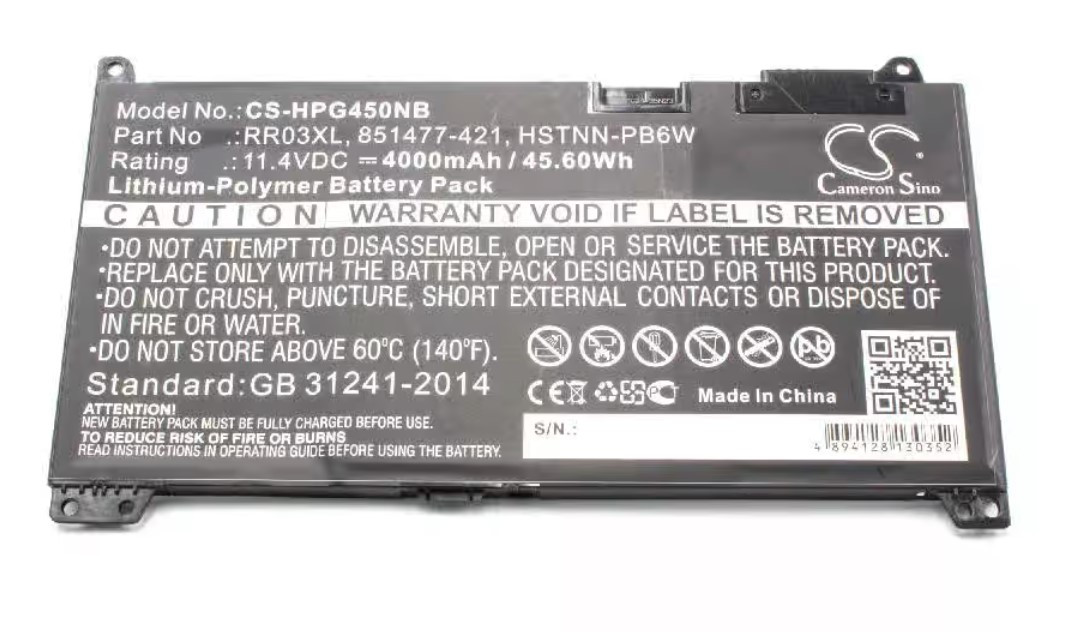 Model No.:CS-HPG450NB
Part No .:RR03XL, 851477-421, HSTNN-PB6W
Rating .:11.4VDC ⎓ 4000mAh / 45.60Wh
Lithium-Polymer Battery Pack
CS
Cameron Sino
CAUTION WARRANTY VOID IF LABEL IS REMOVED
·DO NOT ATTEMPT TO DISASSEMBLE, OPEN OR SERVICE THE BATTERY PACK.
·REPLACE ONLY WITH THE BATTERY PACK DESIGNATED FOR THIS PRODUCT.
·DO NOT CRUSH, PUNCTURE, SHORT EXTERNAL CONTACTS OR DISPOSE OF
IN FIRE OR WATER.
·DO NOT STORE ABOVE 60°C (140°F).
Pb
Standard:GB 31241-2014
CE
PCT
Made In China
ATTENTION!
NEW BATTERY PACK MUST BE FULLY CHARGED BEFORE USE.
TO REDUCE RISK OF FIRE OR BURNS
READ INSTRUCTIONS IN OPERATING GUIDE BEFORE USING THE BATTERY.
S/N.:
4 894128 130352